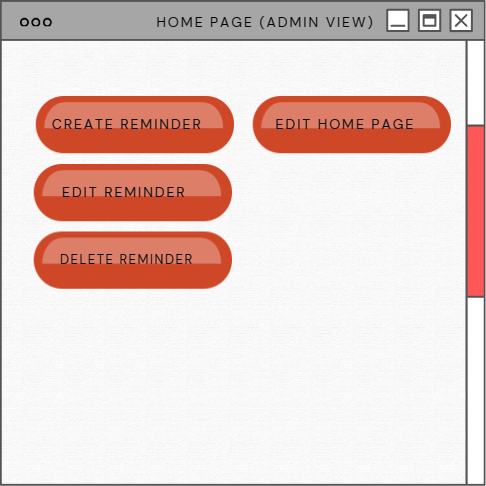 HOME PAGE (ADMIN VIEW)
CREATE REMINDER
EDIT HOME PAGE
EDIT REMINDER
DELETE REMINDER